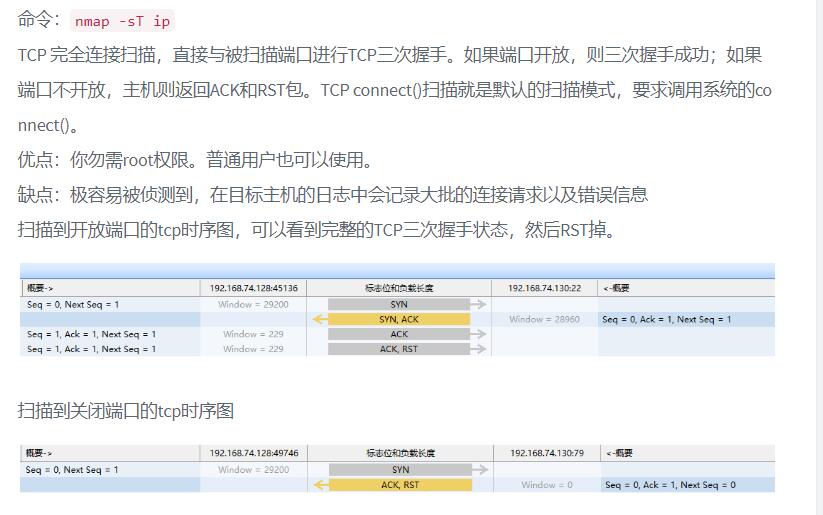 命令：nmap -sT ip
TCP 完全连接扫描，直接与被扫描端口进行TCP三次握手。如果端口开放，则三次握手成功；如果
端口不开放，主机则返回ACK和RST包。TCP connect()扫描就是默认的扫描模式，要求调用系统的co
nnect()。
优点：你勿需root权限。普通用户也可以使用。
缺点：极容易被侦测到，在目标主机的日志中会记录大批的连接请求以及错误信息
扫描到开放端口的tcp时序图，可以看到完整的TCP三次握手状态，然后RST掉。
概要-> 192.168.74.128:45136 标志位和负载长度 192.168.74.130:22 <-概要
Seq = 0, Next Seq = 1 Window = 29200 SYN
SYN, ACK Window = 28960 Seq = 0, Ack = 1, Next Seq = 1
Seq = 1, Ack = 1, Next Seq = 1 Window = 229 ACK
Seq = 1, Ack = 1, Next Seq = 1 Window = 229 ACK, RST
扫描到关闭端口的tcp时序图
概要-> 192.168.74.128:49746 标志位和负载长度 192.168.74.130:79 <-概要
Seq = 0, Next Seq = 1 Window = 29200 SYN
ACK, RST Window = 0 Seq = 0, Ack = 1, Next Seq = 0